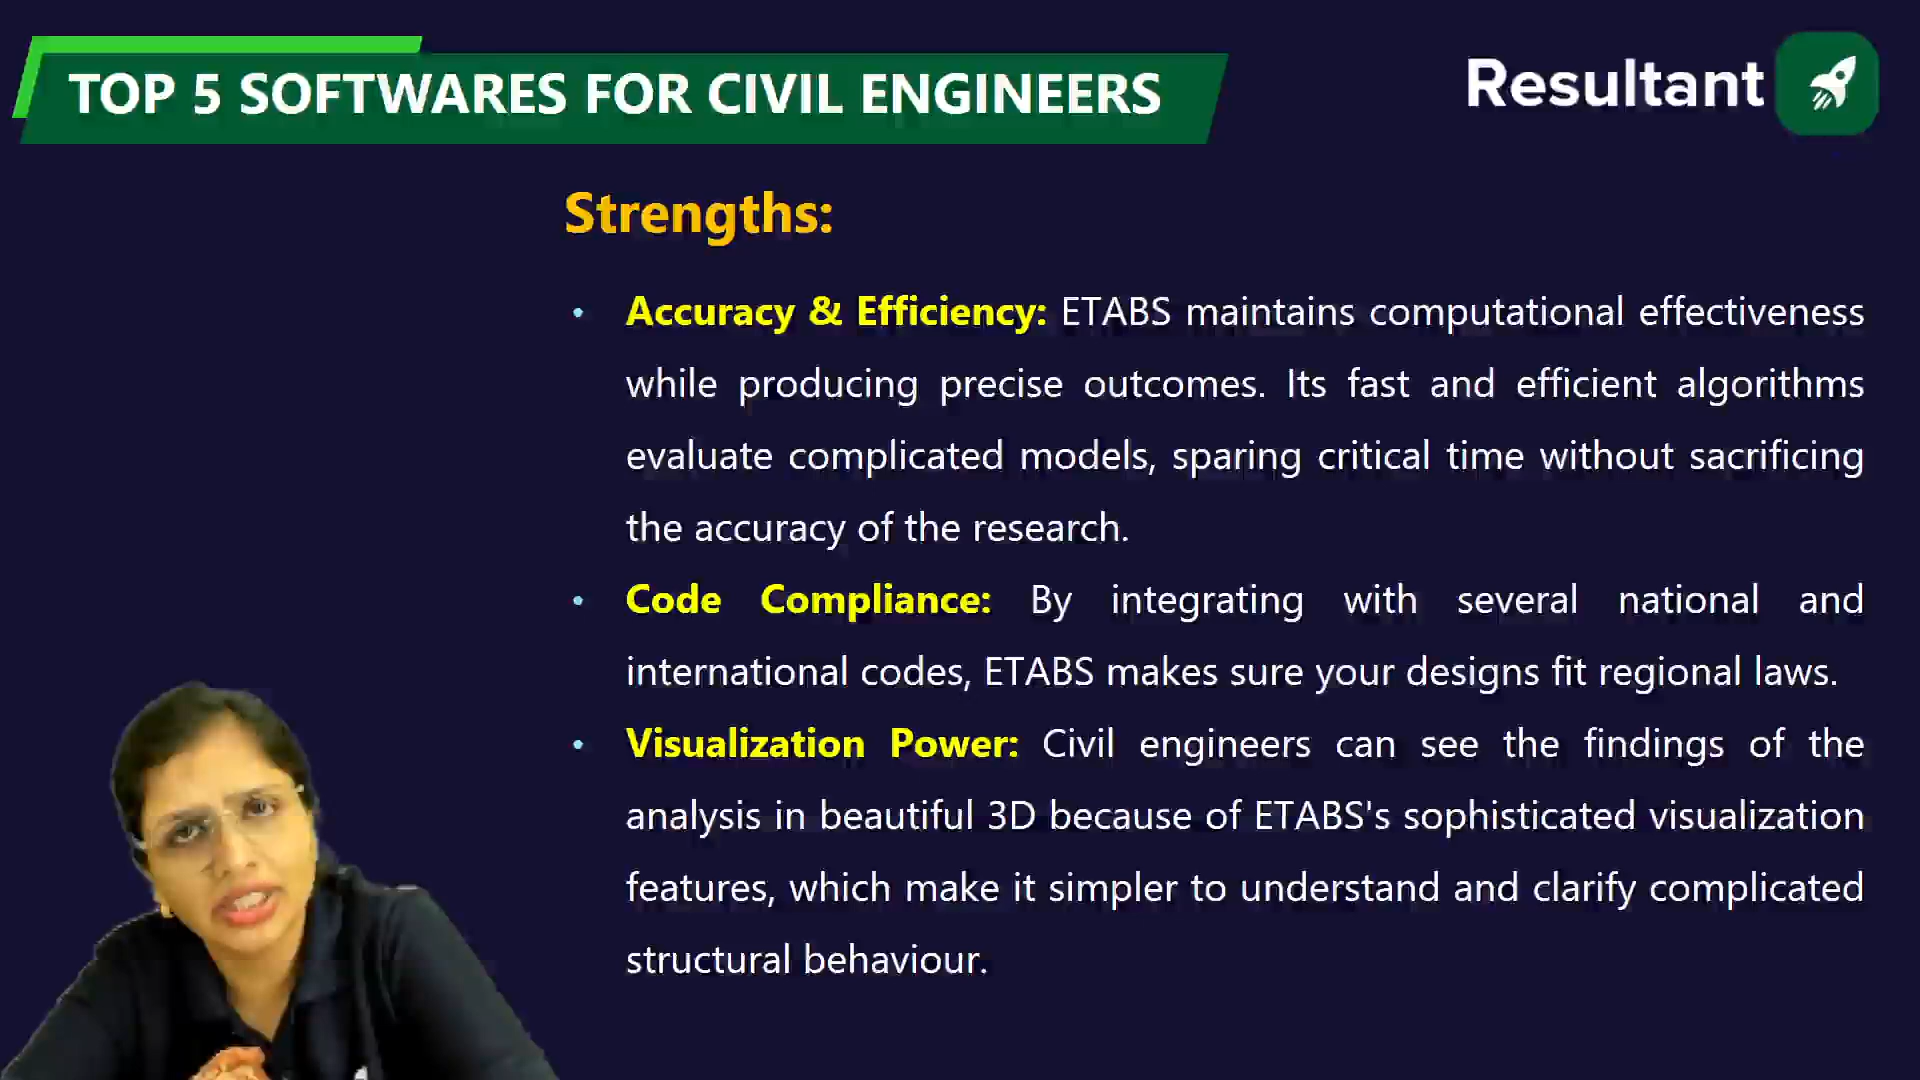 TOP 5 SOFTWARES FOR CIVIL ENGINEERS
Resultant
Strengths:
• Accuracy & Efficiency: ETABS maintains computational effectiveness
while producing precise outcomes. Its fast and efficient algorithms
evaluate complicated models, sparing critical time without sacrificing
the accuracy of the research.
• Code Compliance: By integrating with several national and
international codes, ETABS makes sure your designs fit regional laws.
• Visualization Power: Civil engineers can see the findings of the
analysis in beautiful 3D because of ETABS's sophisticated visualization
features, which make it simpler to understand and clarify complicated
structural behaviour.